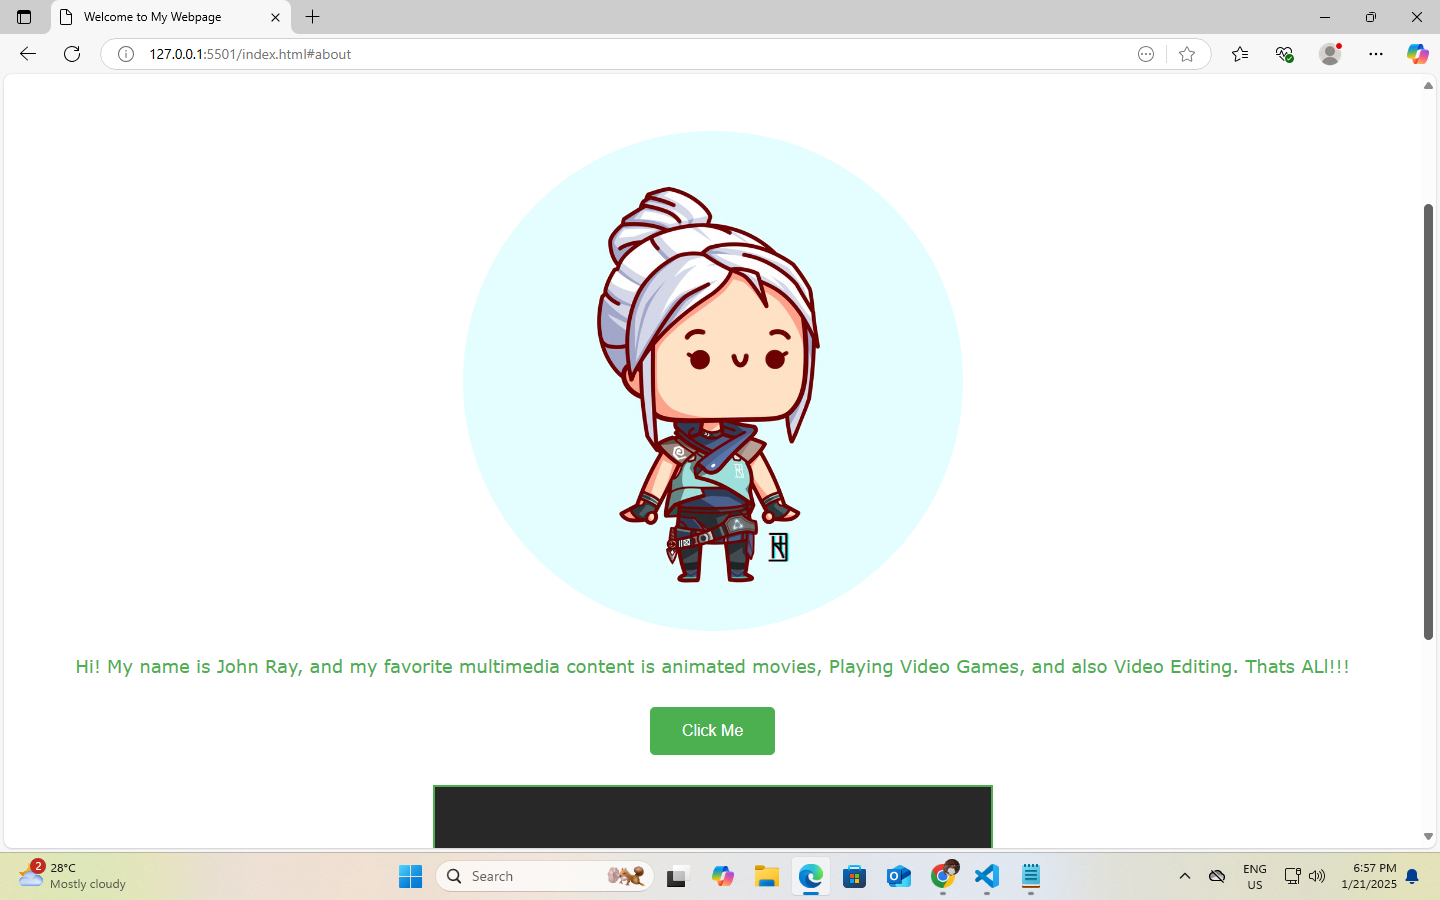 Welcome to My Webpage
127.0.0.1:5501/index.html#about
Hi! My name is John Ray, and my favorite multimedia content is animated movies, Playing Video Games, and also Video Editing. Thats ALl!!!
Click Me
2
28°C
Mostly cloudy
Search
ENG
US
6:57 PM
1/21/2025